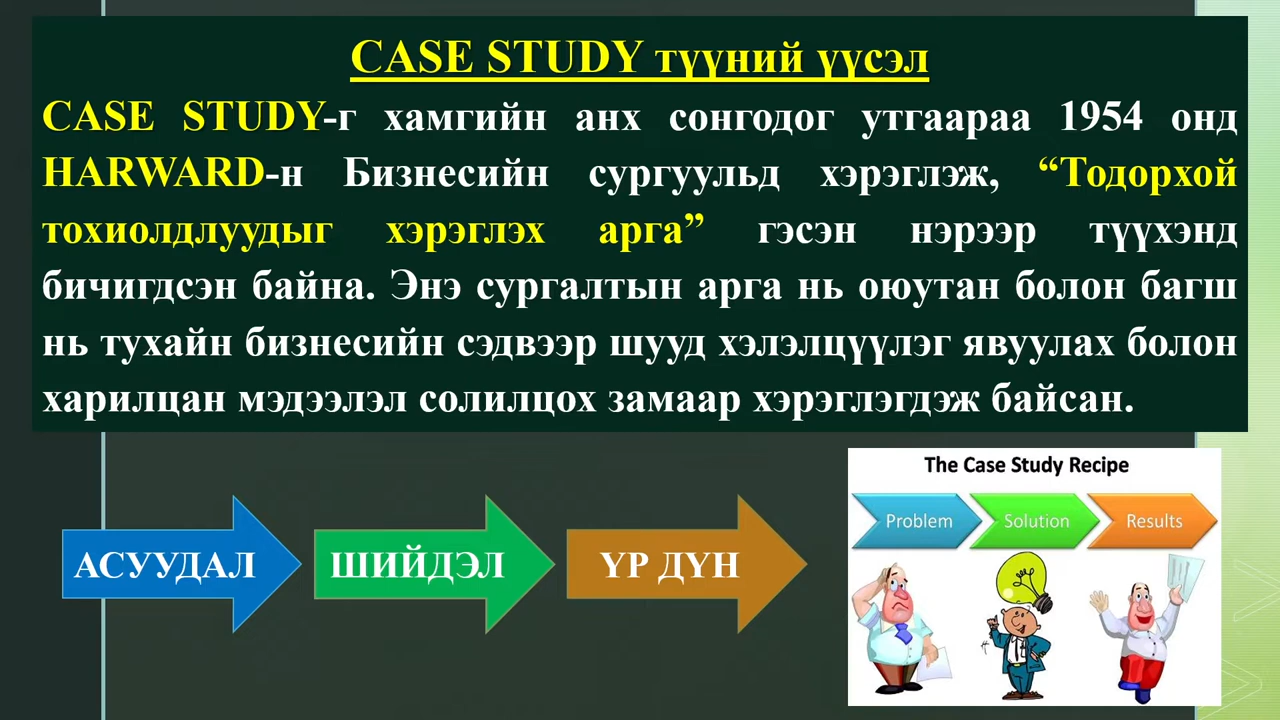 CASE STUDY түүний үүсэл
CASE STUDY-г хамгийн анх сонгодог утгаараа 1954 онд
HARWARD-н Бизнесийн сургуульд хэрэглэж, “Тодорхой
тохиолдлуудыг хэрэглэх арга” гэсэн нэрээр түүхэнд
бичигдсэн байна. Энэ сургалтын арга нь оюутан болон багш
нь тухайн бизнесийн сэдвээр шууд хэлэлцүүлэг явуулах болон
харилцан мэдээлэл солилцох замаар хэрэглэгдэж байсан.
АСУУДАЛ
ШИЙДЭЛ
ҮР ДҮН
The Case Study Recipe
Problem
Solution
Results